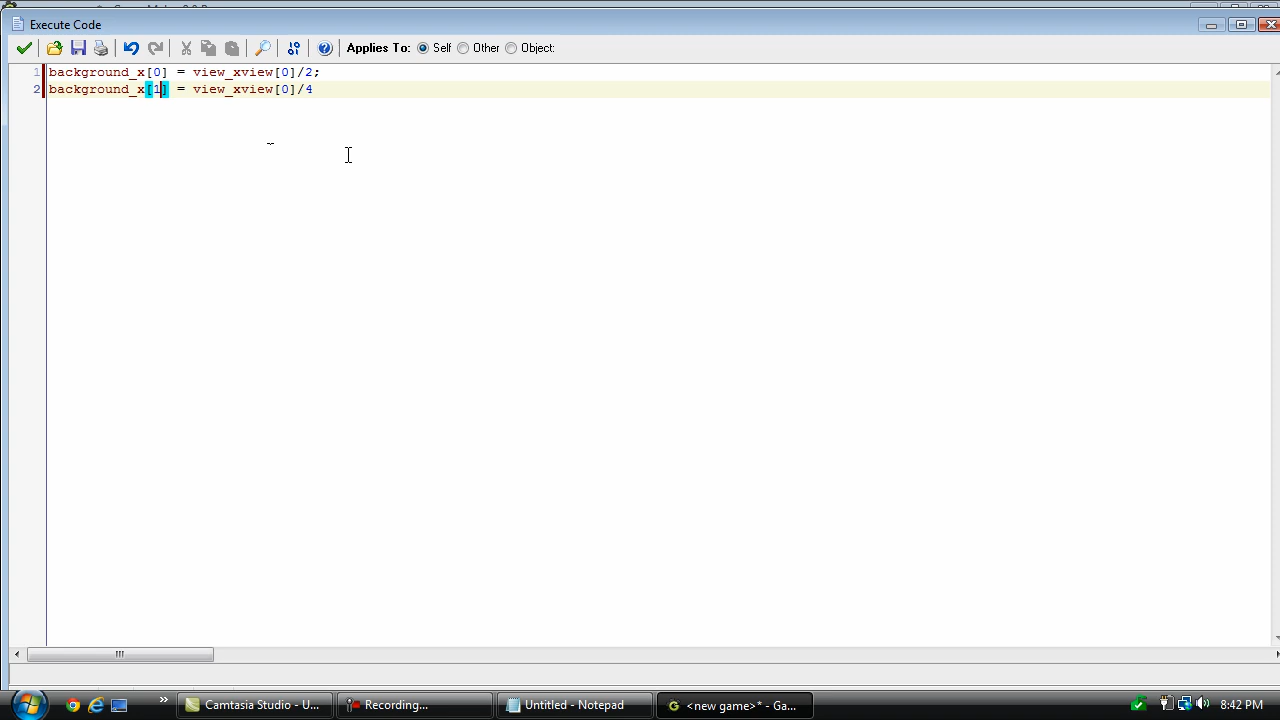 Execute Code
Applies To: Self Other Object:
1 background_x[0] = view_xview[0]/2;
2 background_x[1] = view_xview[0]/4
Camtasia Studio - U...
Recording...
Untitled - Notepad
<new game>* - Ga...
8:42 PM